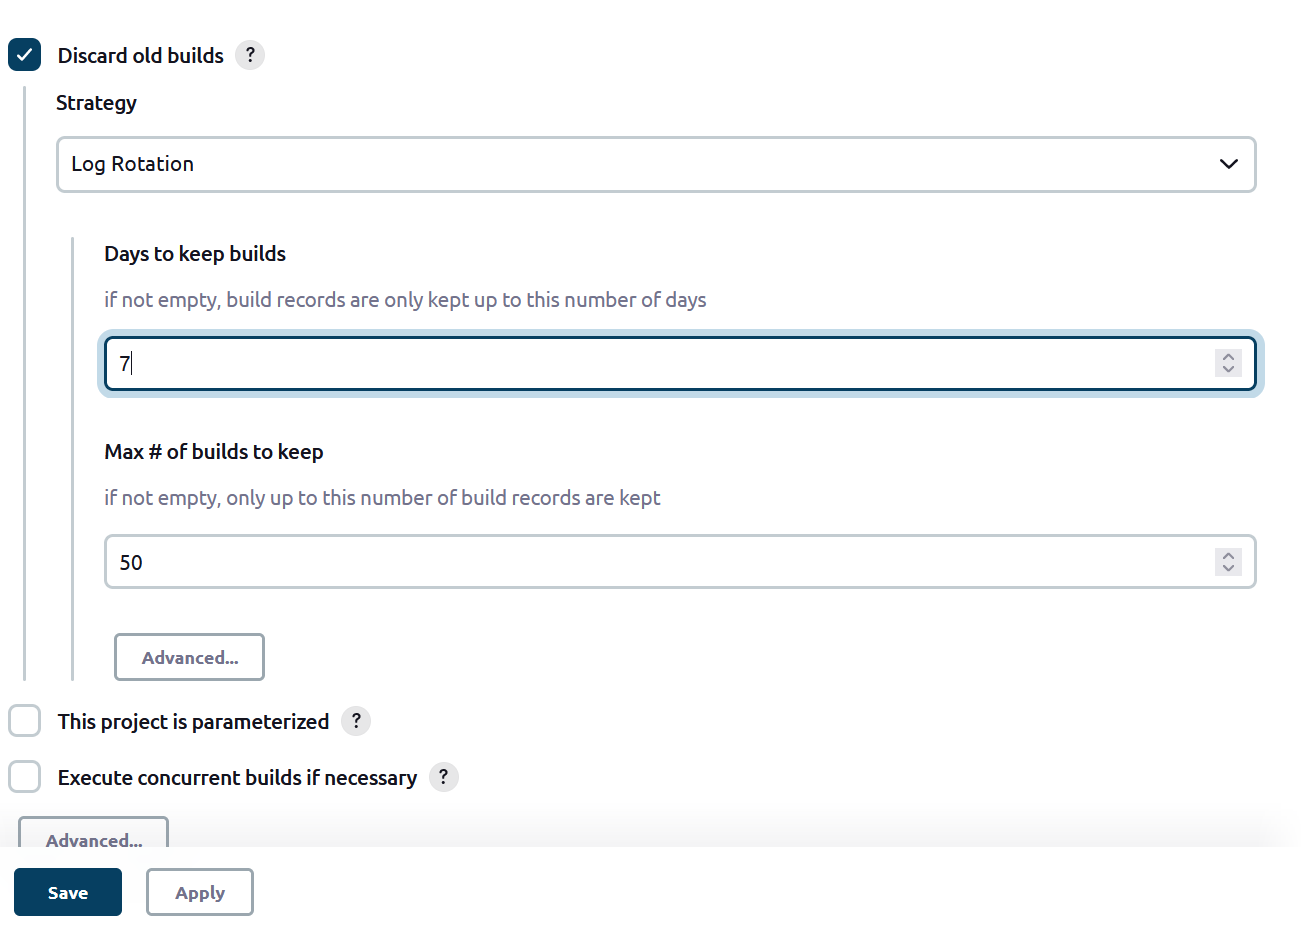 Discard old builds ?
Strategy
Log Rotation
Days to keep builds
if not empty, build records are only kept up to this number of days
7
Max # of builds to keep
if not empty, only up to this number of build records are kept
50
Advanced...
This project is parameterized ?
Execute concurrent builds if necessary ?
Advanced...
Save Apply